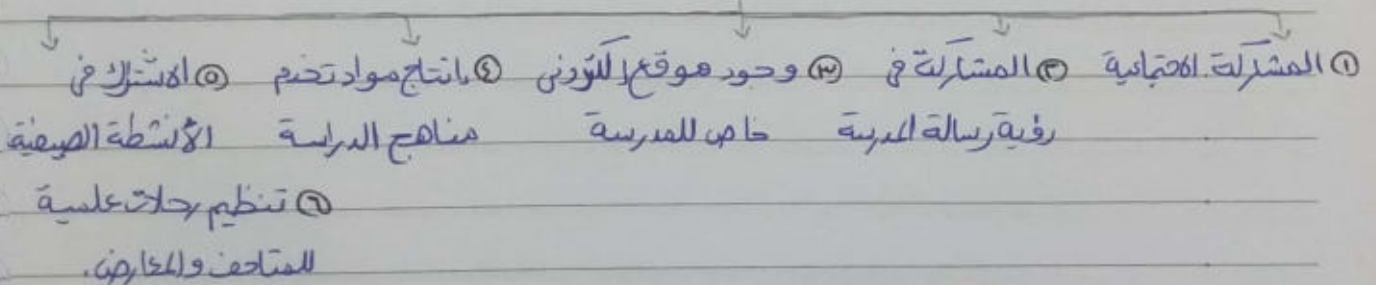 ① المشاركة الاجتماعية ② المشاركة في ③ وجود موقع إلكتروني ④ إنتاج مواد تخدم ⑤ الاشتراك في
رؤية رسالة المدرسة خاص للمدرسة مناهج الدراسة الأنشطة الصيفية
⑥ تنظيم رحلات علمية
للمتاحف والمعارض.